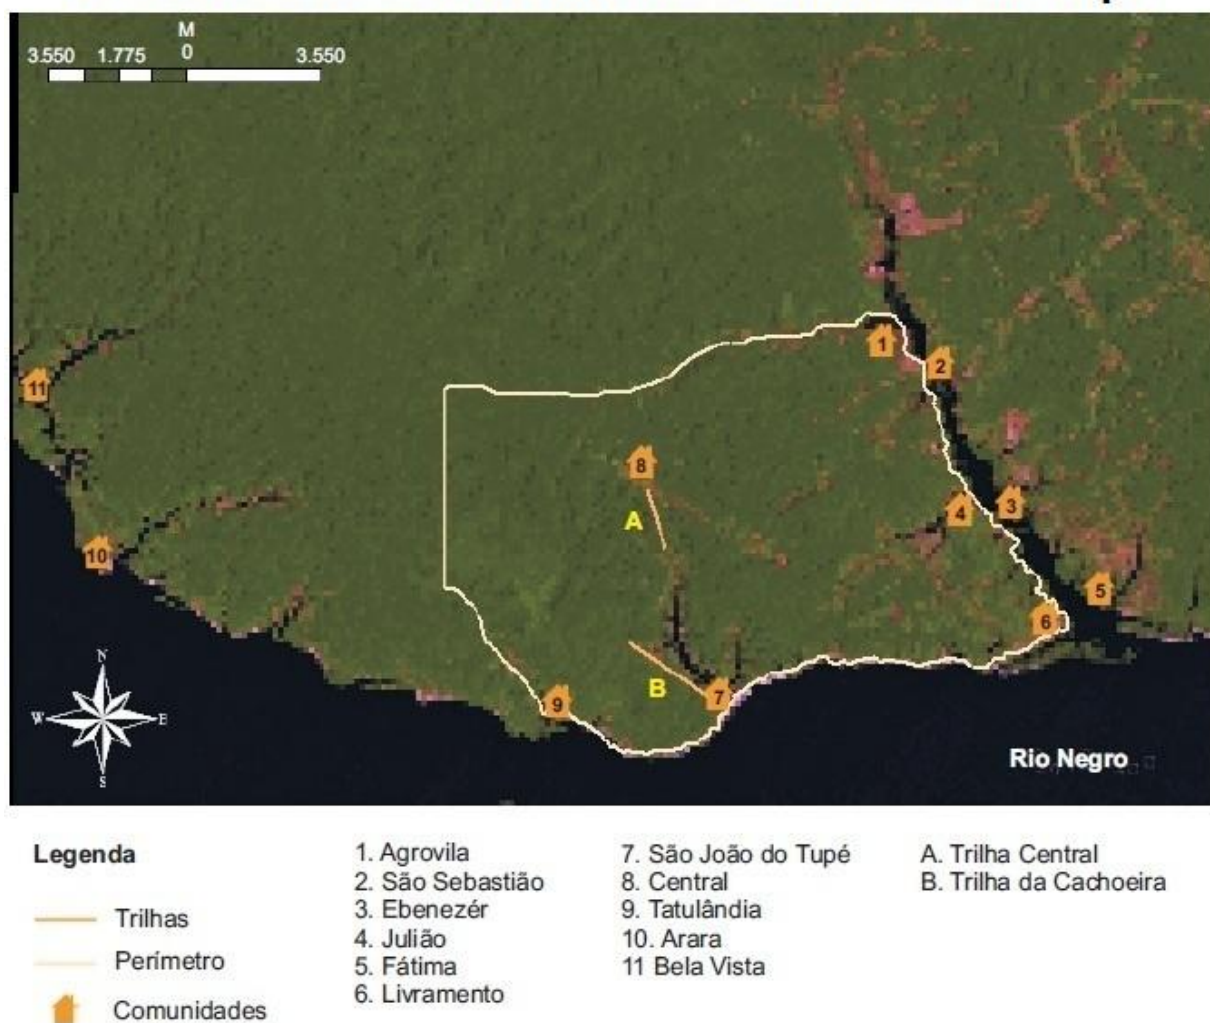 M
3.550 1.775 0 3.550
1
2
11
8
A
4
3
10
5
6
B
7
9
N
W E
S
Rio Negro
Legenda
Trilhas
Perímetro
Comunidades
1. Agrovila
2. São Sebastião
3. Ebenezér
4. Julião
5. Fátima
6. Livramento
7. São João do Tupé
8. Central
9. Tatulândia
10. Arara
11 Bela Vista
A. Trilha Central
B. Trilha da Cachoeira